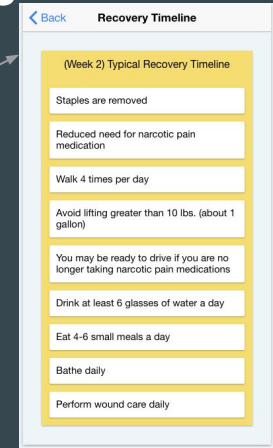 Back
Recovery Timeline
(Week 2) Typical Recovery Timeline
Staples are removed
Reduced need for narcotic pain
medication
Walk 4 times per day
Avoid lifting greater than 10 lbs. (about 1
gallon)
You may be ready to drive if you are no
longer taking narcotic pain medications
Drink at least 6 glasses of water a day
Eat 4-6 small meals a day
Bathe daily
Perform wound care daily